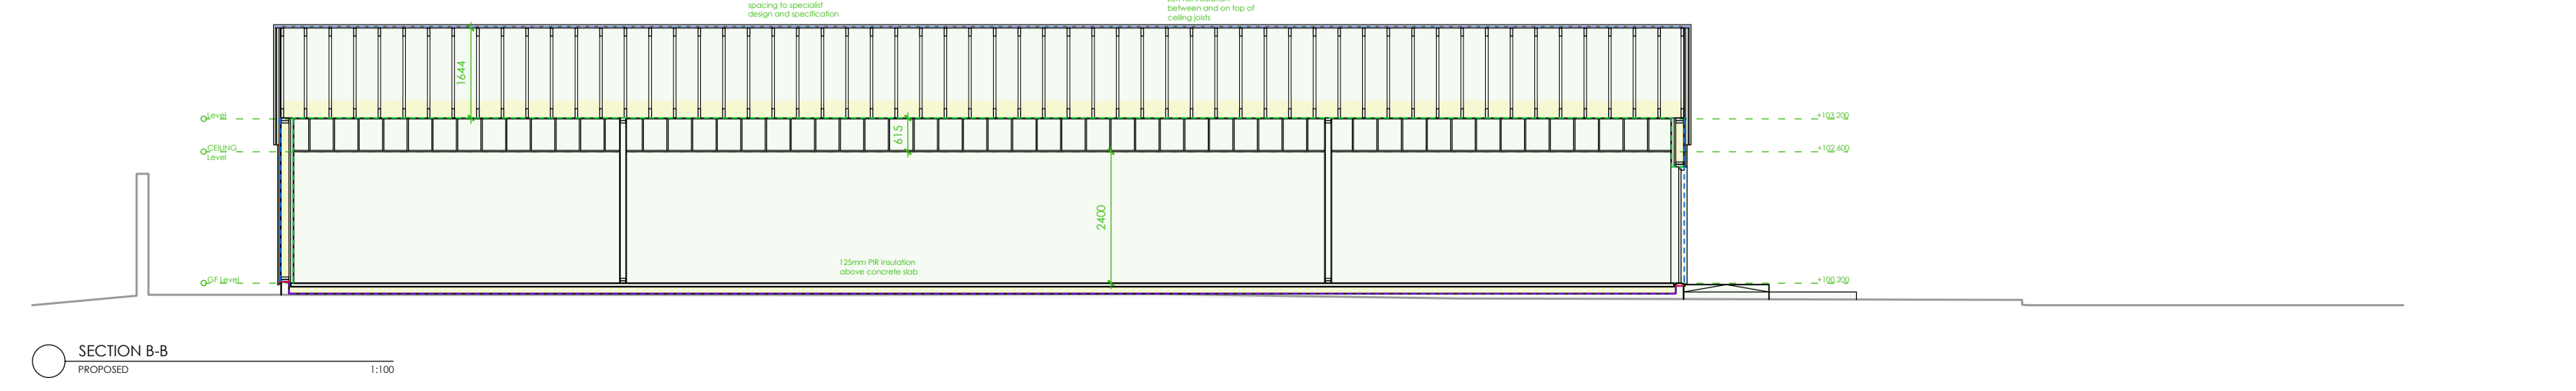 spacing to specialist
design and specification
between and on top of
ceiling joists
1644
Level
615
+103.200
CEILING
Level
+102.600
2400
125mm PIR insulation
above concrete slab
GF Level
+100.200
SECTION B-B
PROPOSED
1:100